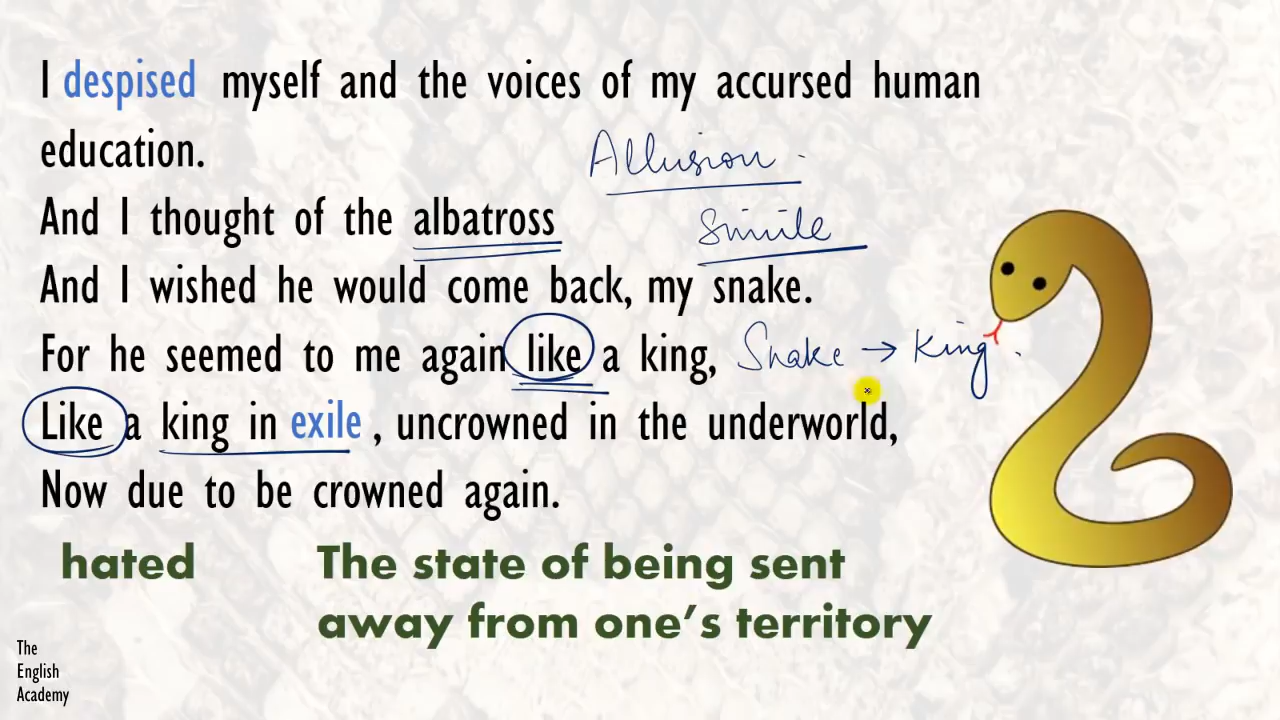 I despised myself and the voices of my accursed human
education.
Allusion.
And I thought of the albatross
Simile
And I wished he would come back, my snake.
For he seemed to me again like a king, Snake → King.
Like a king in exile , uncrowned in the underworld,
Now due to be crowned again.
hated The state of being sent
away from one's territory
The
English
Academy